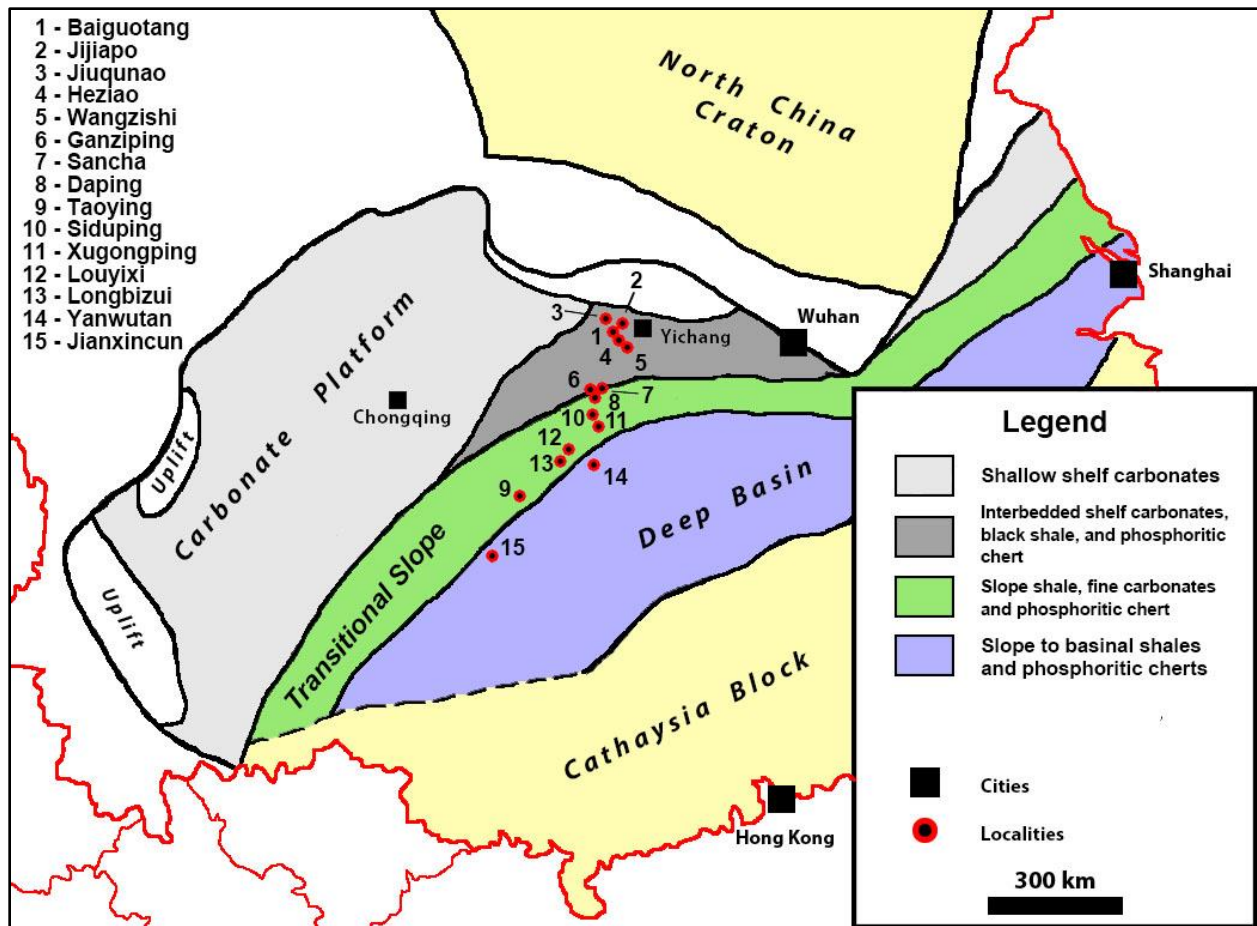 1 - Baiguotang
2 - Jijiapo
3 - Jiuqunao
4 - Heziao
5 - Wangzishi
6 - Ganziping
7 - Sancha
8 - Daping
9 - Taoying
10 - Siduping
11 - Xugongping
12 - Louyixi
13 - Longbizui
14 - Yanwutan
15 - Jianxincun
North China
Craton
Shanghai
2
3
Wuhan
1
Yichang
4
5
Carbonate Platform
Chongqing
6
7
8
10
11
12
13
14
9
15
Uplift
Uplift
Transitional Slope
Deep Basin
Cathaysia Block
Hong Kong
Legend
Shallow shelf carbonates
Interbedded shelf carbonates,
black shale, and phosphoritic
chert
Slope shale, fine carbonates
and phosphoritic chert
Slope to basinal shales
and phosphoritic cherts
Cities
Localities
300 km